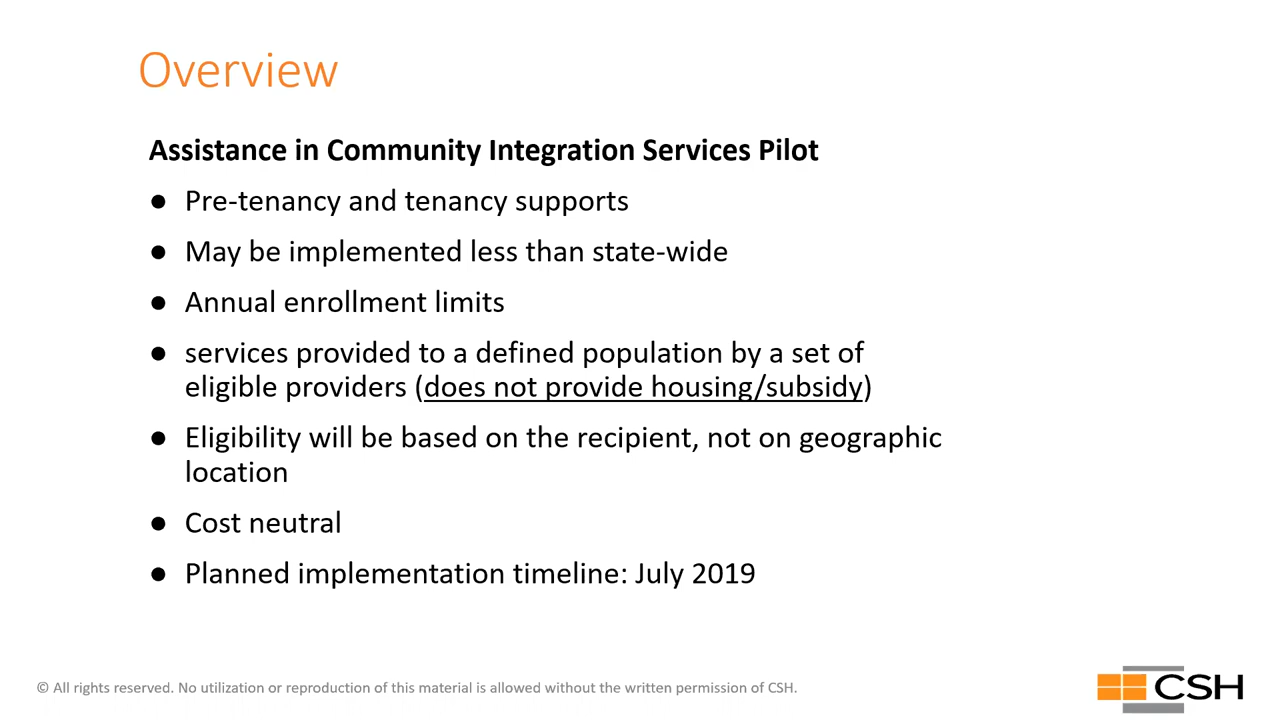 Overview
Assistance in Community Integration Services Pilot
● Pre-tenancy and tenancy supports
● May be implemented less than state-wide
● Annual enrollment limits
● services provided to a defined population by a set of
eligible providers (does not provide housing/subsidy)
● Eligibility will be based on the recipient, not on geographic
location
● Cost neutral
● Planned implementation timeline: July 2019
© All rights reserved. No utilization or reproduction of this material is allowed without the written permission of CSH.
CSH